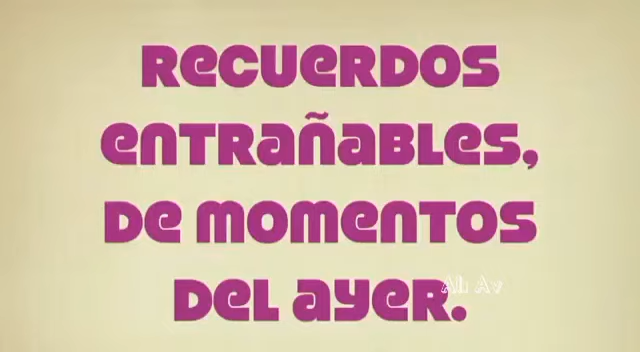 RECUERDOS
ENTRAÑABLES,
DE MOMENTOS
DEL AYER.